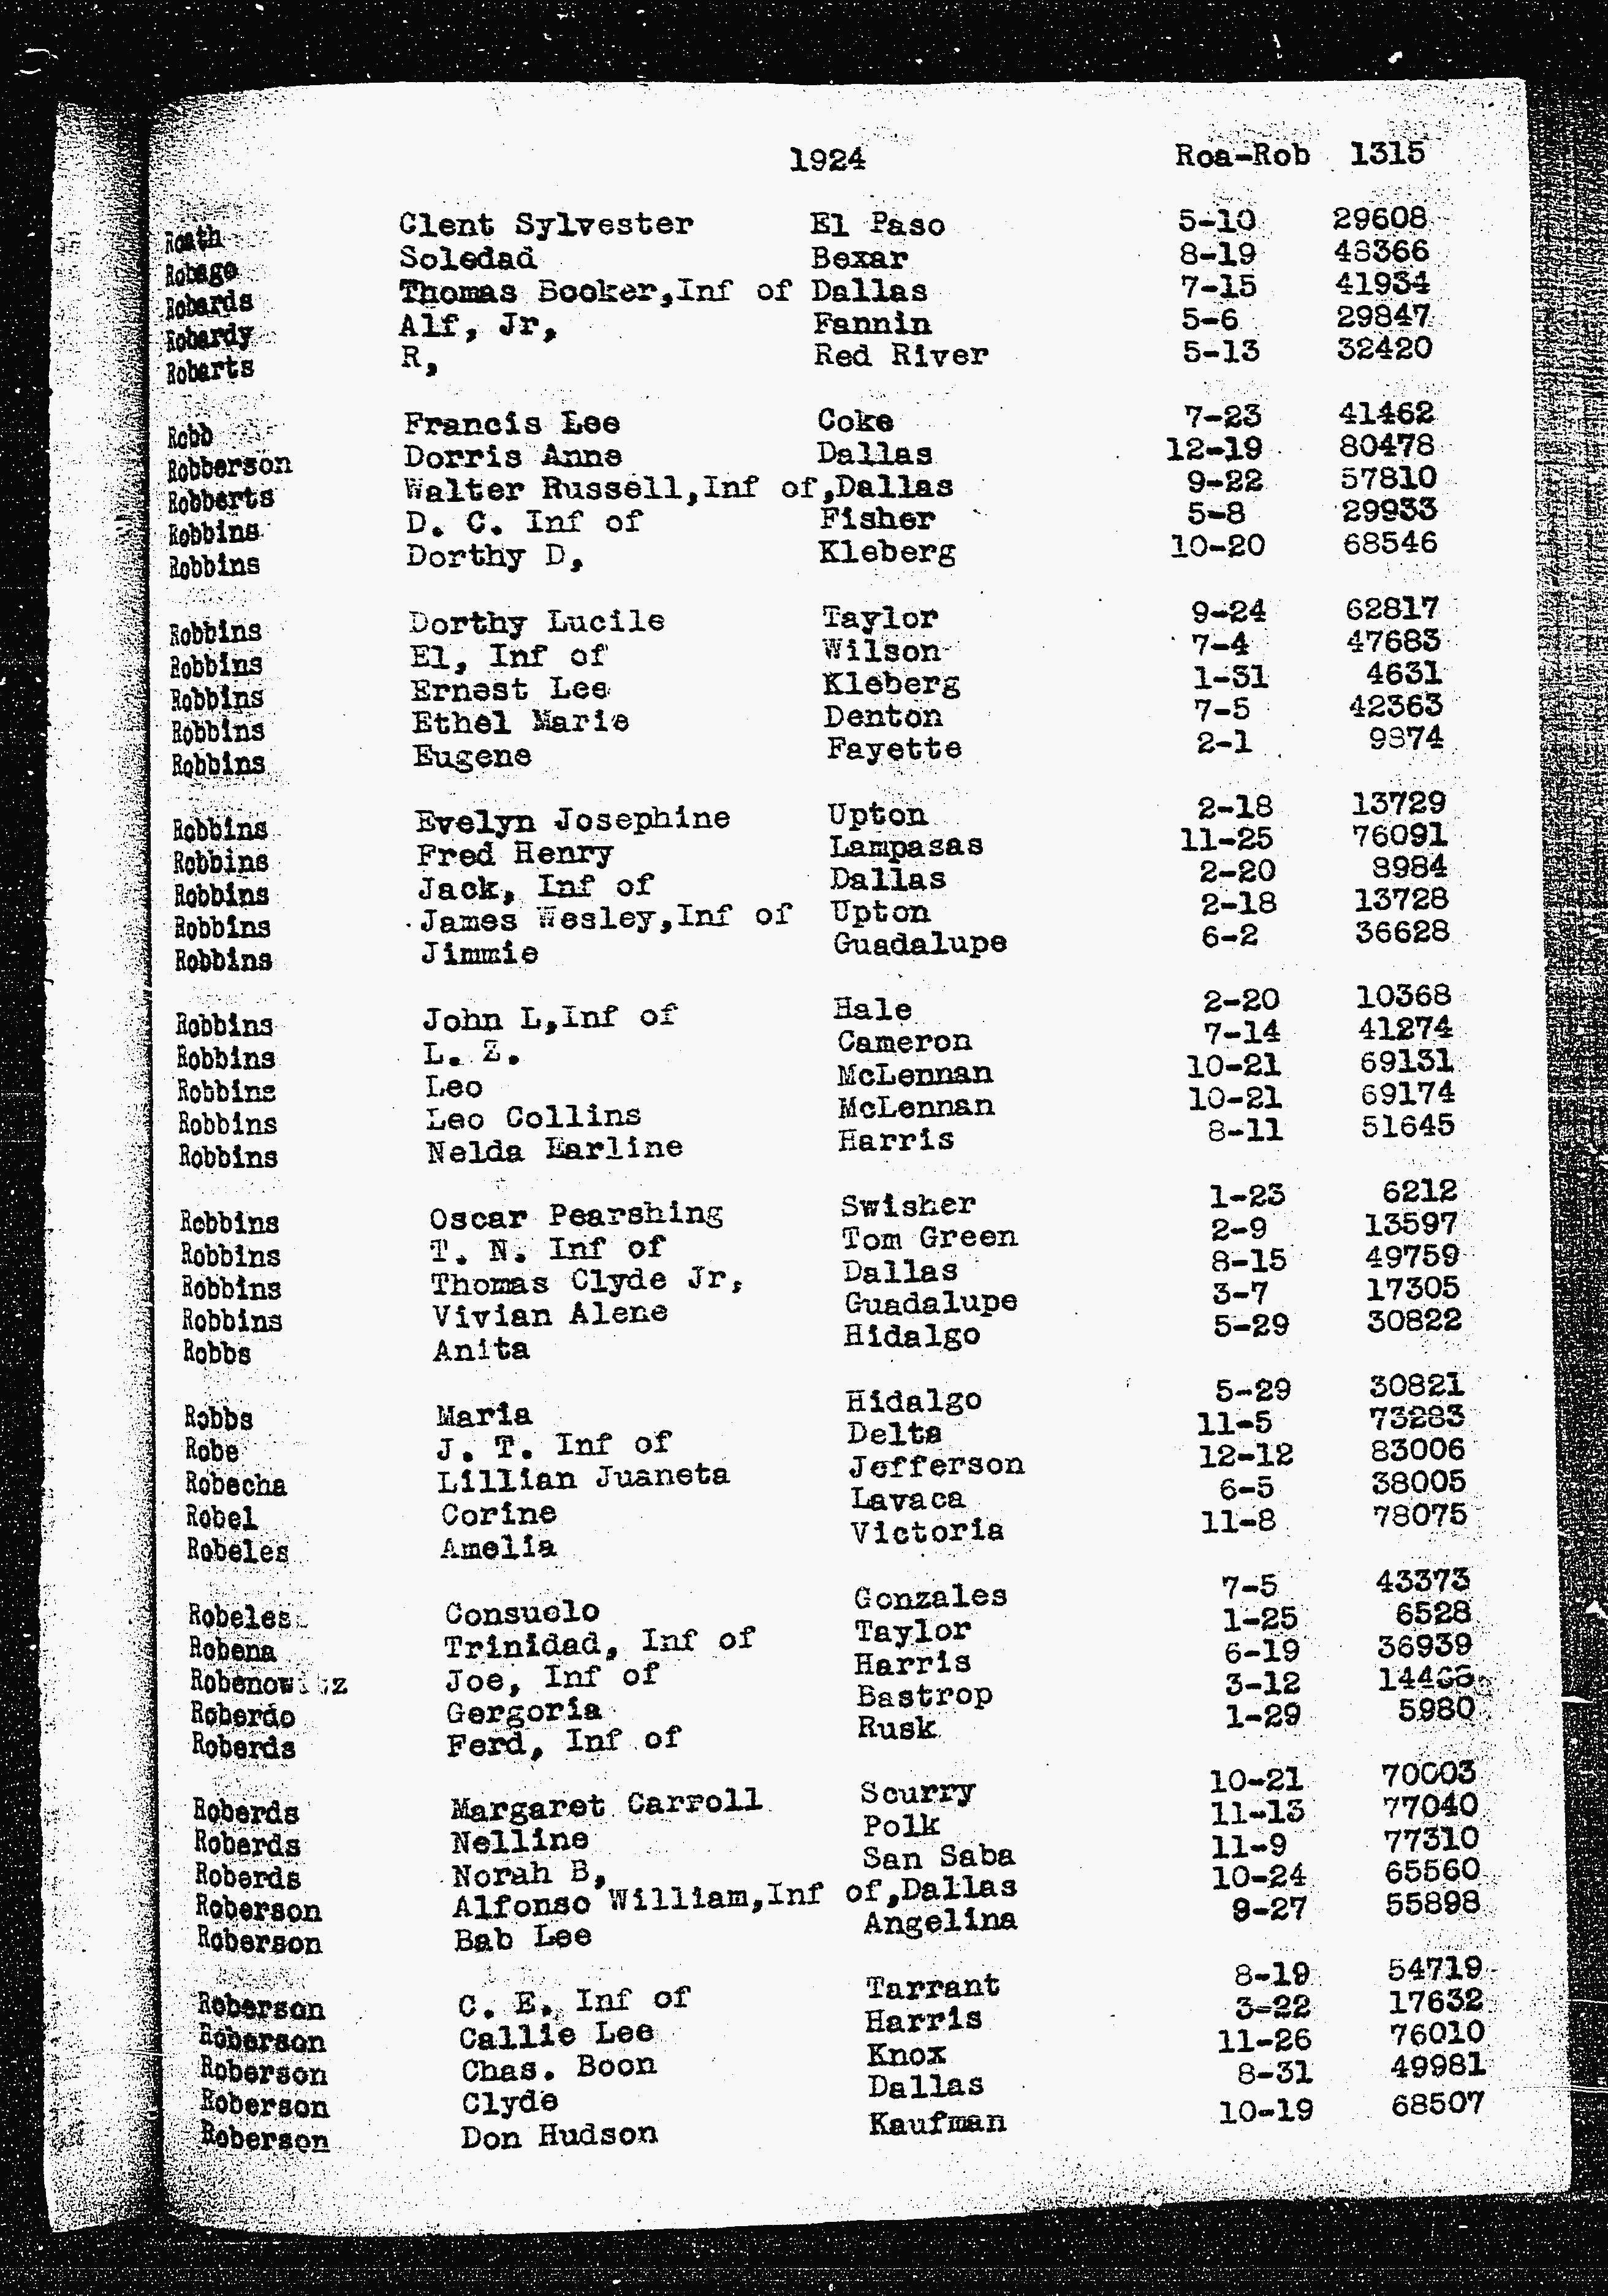 1924 Roa-Rob 1315
Roath Clent Sylvester El Paso 5-10 29608
Robago Soledad Bexar 8-19 48366
Robards Thomas Booker,Inf of Dallas 7-15 41934
Robardy Alf, Jr, Fannin 5-6 29847
Robarts R, Red River 5-13 32420
Robb Francis Lee Coke 7-23 41462
Robberson Dorris Anne Dallas 12-19 80478
Robberts Walter Russell,Inf of,Dallas 9-22 57810
Robbins D. C. Inf of Fisher 5-8 29933
Robbins Dorthy D, Kleberg 10-20 68546
Robbins Dorthy Lucile Taylor 9-24 62817
Robbins El, Inf of Wilson 7-4 47683
Robbins Ernest Lee Kleberg 1-31 4631
Robbins Ethel Marie Denton 7-5 42363
Robbins Eugene Fayette 2-1 9874
Robbins Evelyn Josephine Upton 2-18 13729
Robbins Fred Henry Lampasas 11-25 76091
Robbins Jack, Inf of Dallas 2-20 8984
Robbins James Wesley,Inf of Upton 2-18 13728
Robbins Jimmie Guadalupe 6-2 36628
Robbins John L,Inf of Hale 2-20 10368
Robbins L. Z. Cameron 7-14 41274
Robbins Leo McLennan 10-21 69131
Robbins Leo Collins McLennan 10-21 69174
Robbins Nelda Earline Harris 8-11 51645
Robbins Oscar Pearshing Swisher 1-23 6212
Robbins T. N. Inf of Tom Green 2-9 13597
Robbins Thomas Clyde Jr, Dallas 8-15 49759
Robbins Vivian Alene Guadalupe 3-7 17305
Robbs Anita Hidalgo 5-29 30822
Robbs Maria Hidalgo 5-29 30821
Robe J. T. Inf of Delta 11-5 73283
Robecha Lillian Juaneta Jefferson 12-12 83006
Robel Corine Lavaca 6-5 38005
Robeles Amelia Victoria 11-8 78075
Robeles Consuelo Gonzales 7-5 43373
Robena Trinidad, Inf of Taylor 1-25 6528
Joe, Inf of Harris 6-19 36939
Roberdo Gergoria Bastrop 3-12
Roberds Ferd, Inf of Rusk 1-29 5980
Roberds Margaret Carroll Scurry 10-21 70003
Roberds Nelline Polk 11-13 77040
Roberds Norah B, San Saba 11-9 77310
Roberson Alfonso William,Inf of,Dallas 10-24 65560
Roberson Bab Lee Angelina 9-27 55898
Roberson C. E. Inf of Tarrant 8-19 54719
Roberson Callie Lee Harris 3-22 17632
Roberson Chas. Boon Knox 11-26 76010
Roberson Clyde Dallas 8-31 49981
Roberson Don Hudson Kaufman 10-19 68507